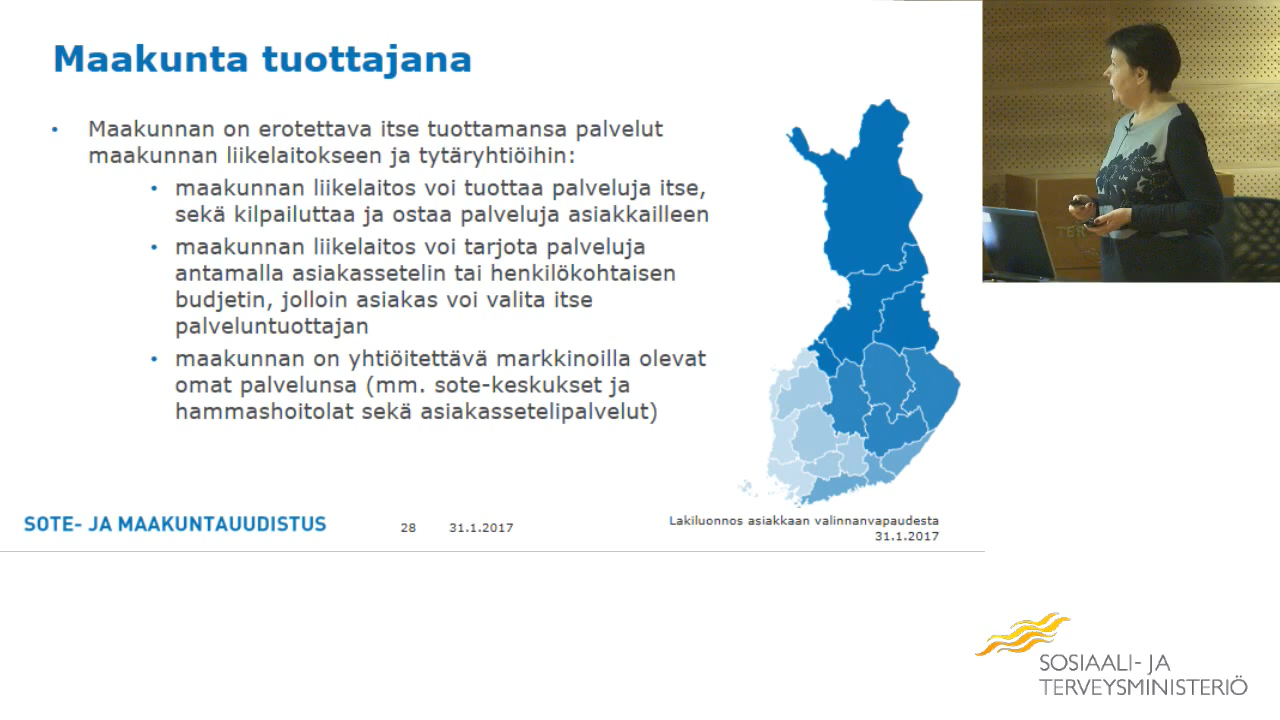 Maakunta tuottajana
• Maakunnan on erotettava itse tuottamansa palvelut
maakunnan liikelaitokseen ja tytäryhtiöihin:
• maakunnan liikelaitos voi tuottaa palveluja itse,
sekä kilpailuttaa ja ostaa palveluja asiakkailleen
• maakunnan liikelaitos voi tarjota palveluja
antamalla asiakassetelin tai henkilökohtaisen
budjetin, jolloin asiakas voi valita itse
palveluntuottajan
• maakunnan on yhtiöitettävä markkinoilla olevat
omat palvelunsa (mm. sote-keskukset ja
hammashoitolat sekä asiakassetelipalvelut)
SOTE- JA MAAKUNTAUUDISTUS
28 31.1.2017
Lakiluonnos asiakkaan valinnanvapaudesta
31.1.2017
SOSIAALI- JA
TERVEYSMINISTERIÖ